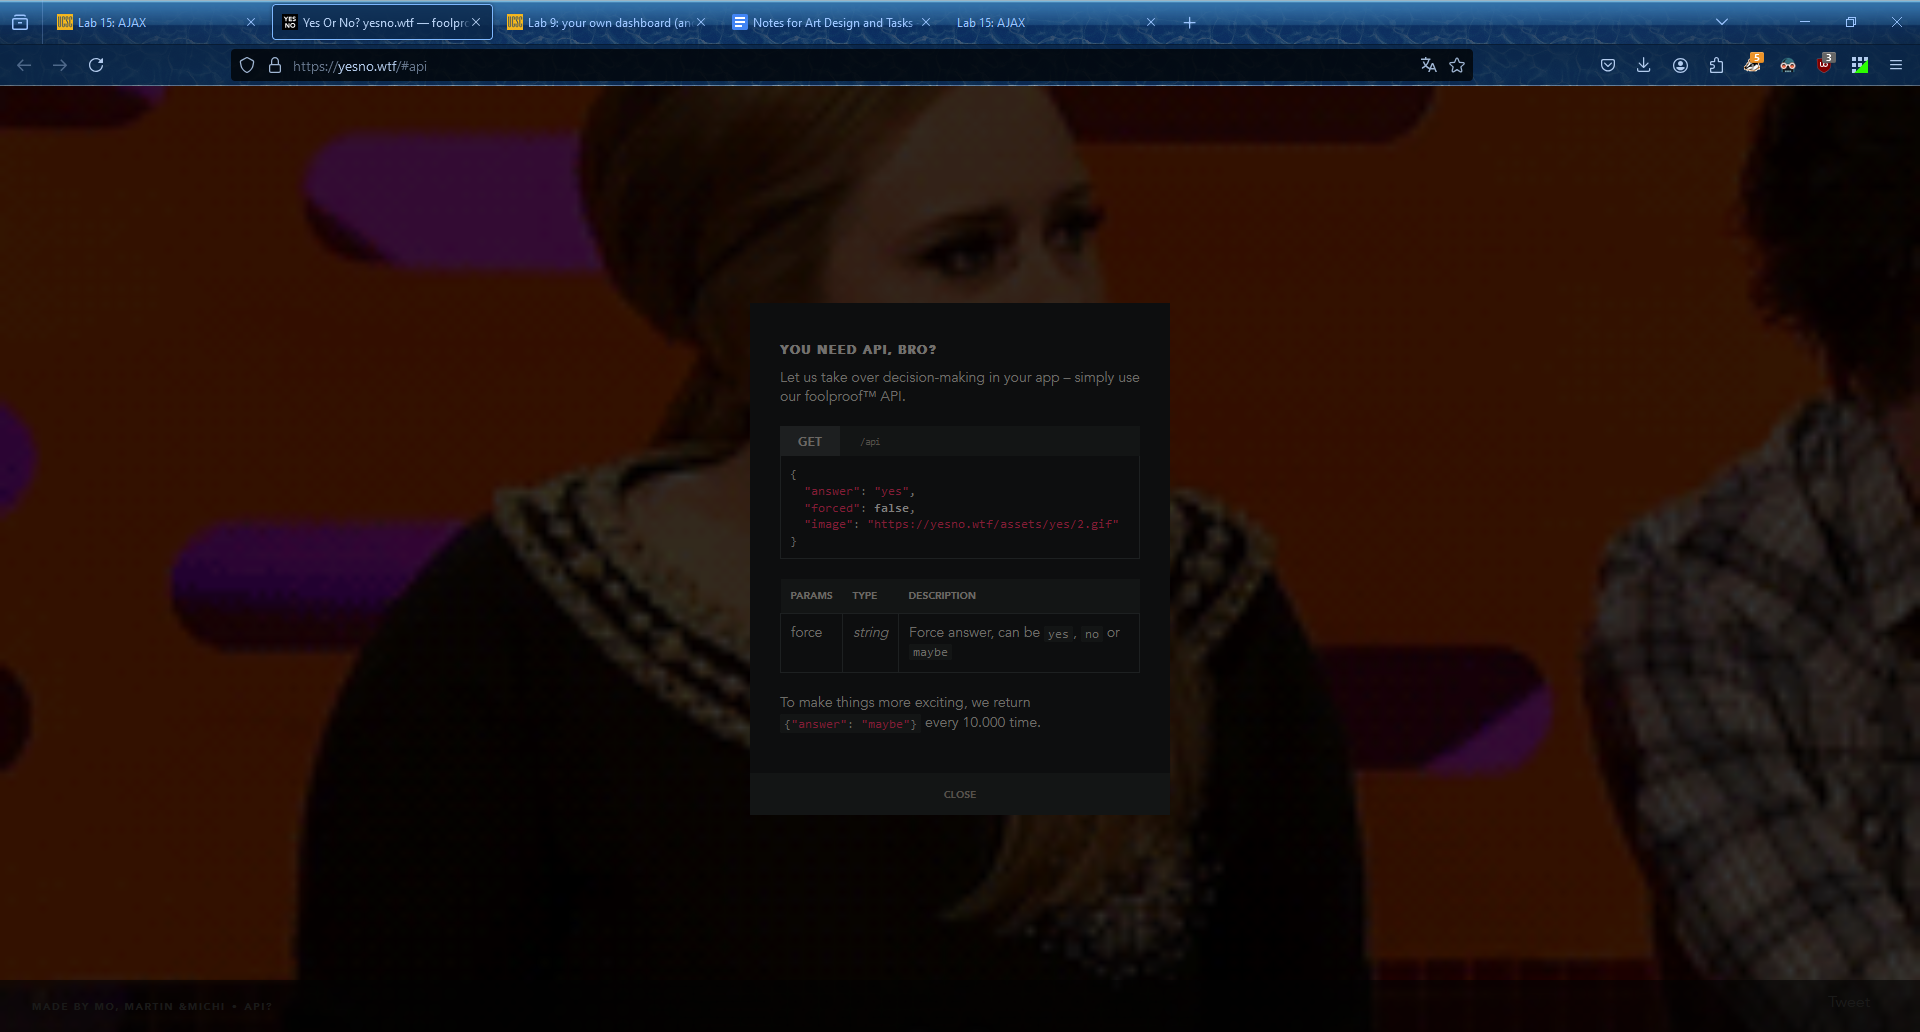 Lab 15: AJAX
Yes Or No? yesno.wtf — foolpr
Lab 9: your own dashboard (an
Notes for Art Design and Tasks
Lab 15: AJAX
https://yesno.wtf/#api
5
3
YOU NEED API, BRO?
Let us take over decision-making in your app – simply use
our foolproof™ API.
GET /api
{
"answer": "yes",
"forced": false,
"image": "https://yesno.wtf/assets/yes/2.gif"
}
PARAMS TYPE DESCRIPTION
force string Force answer, can be yes, no or
maybe
To make things more exciting, we return
{"answer": "maybe"} every 10.000 time.
CLOSE
MADE BY MO, MARTIN &MICHI • API?
Tweet